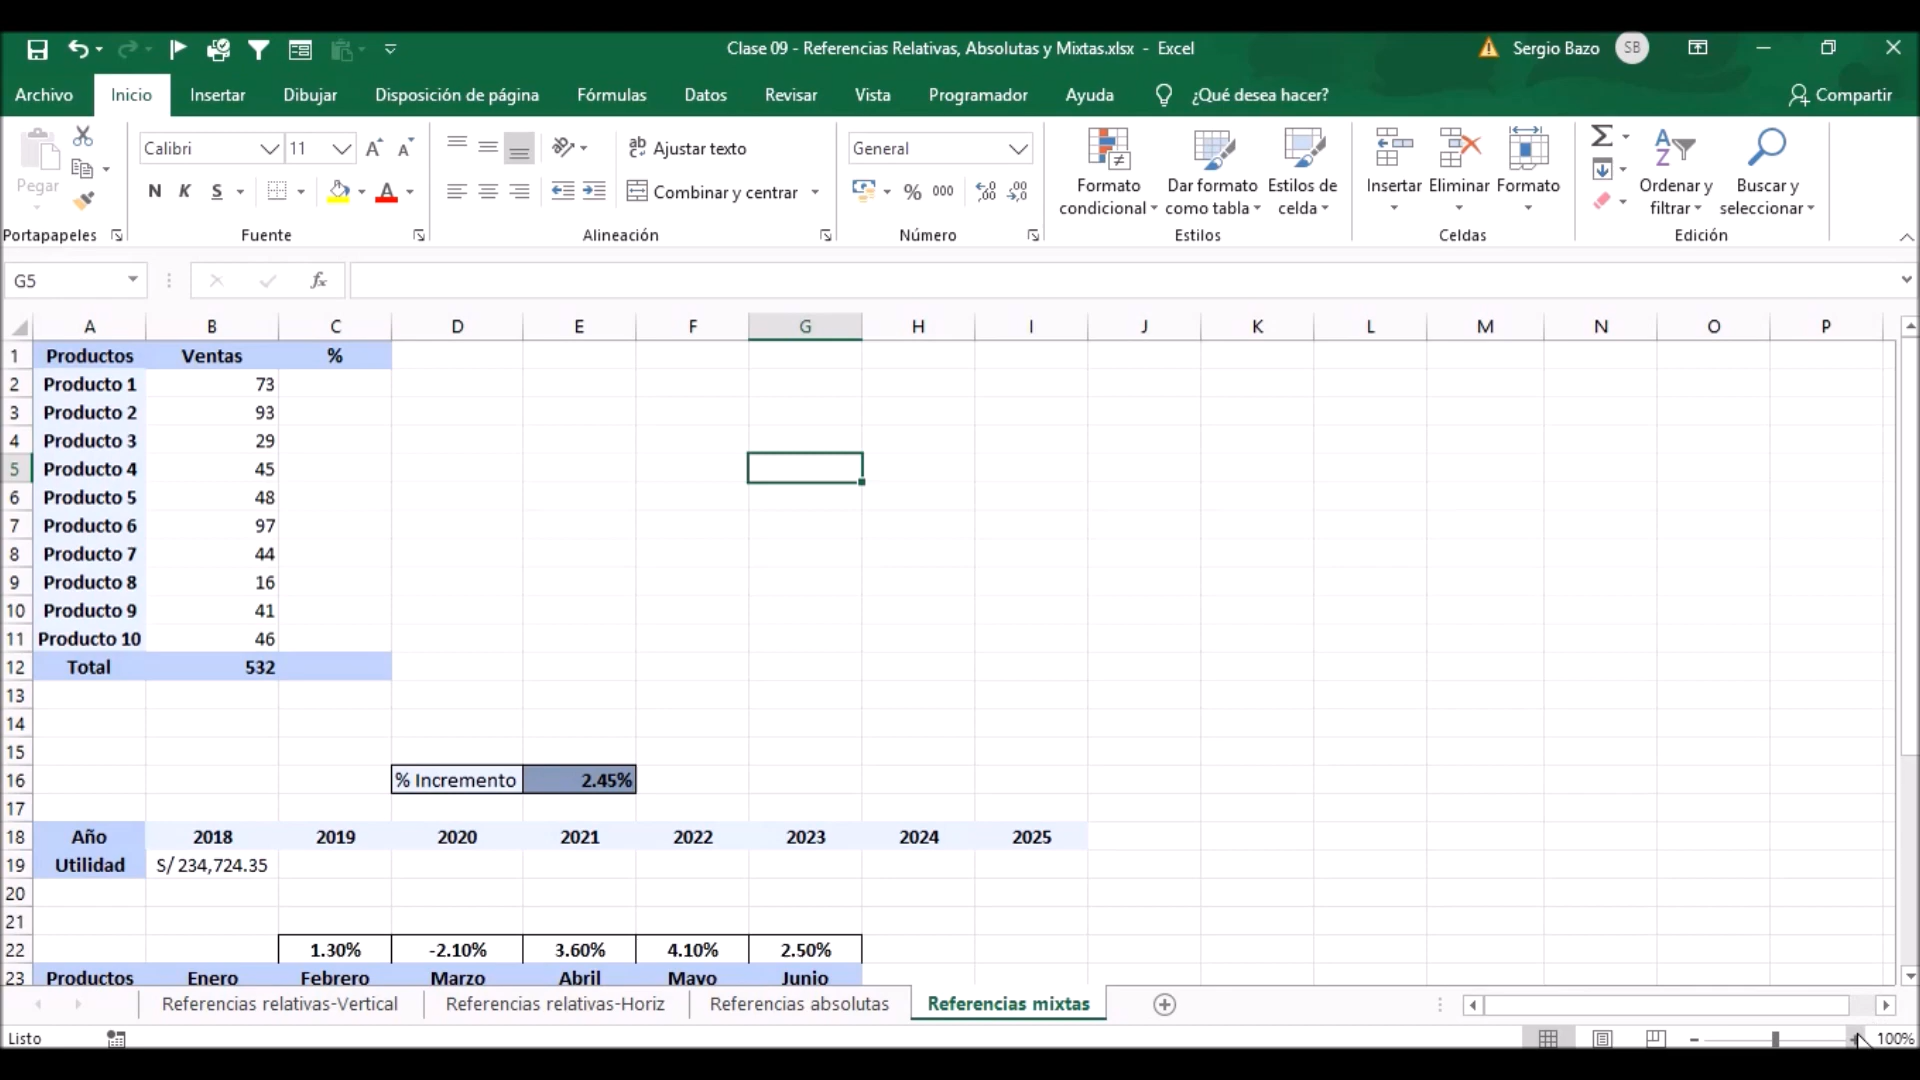 Clase 09 - Referencias Relativas, Absolutas y Mixtas.xlsx - Excel
Sergio Bazo SB
Archivo Inicio Insertar Dibujar Disposición de página Fórmulas Datos Revisar Vista Programador Ayuda ¿Qué desea hacer? Compartir
Pegar
Calibri 11 A A
ab c Ajustar texto
General
N K S A
Combinar y centrar
% 000
Formato condicional
Dar formato como tabla
Estilos de celda
Insertar Eliminar Formato
Ordenar y filtrar
Buscar y seleccionar
Portapapeles Fuente Alineación Número Estilos Celdas Edición
G5 fx
A B C D E F G H I J K L M N O P
1 Productos Ventas %
2 Producto 1 73
3 Producto 2 93
4 Producto 3 29
5 Producto 4 45
6 Producto 5 48
7 Producto 6 97
8 Producto 7 44
9 Producto 8 16
10 Producto 9 41
11 Producto 10 46
12 Total 532
13
14
15
16 % Incremento 2.45%
17
18 Año 2018 2019 2020 2021 2022 2023 2024 2025
19 Utilidad S/ 234,724.35
20
21
22 1.30% -2.10% 3.60% 4.10% 2.50%
23 Productos Enero Febrero Marzo Abril Mayo Junio
Referencias relativas-Vertical Referencias relativas-Horiz Referencias absolutas Referencias mixtas
Listo 100%